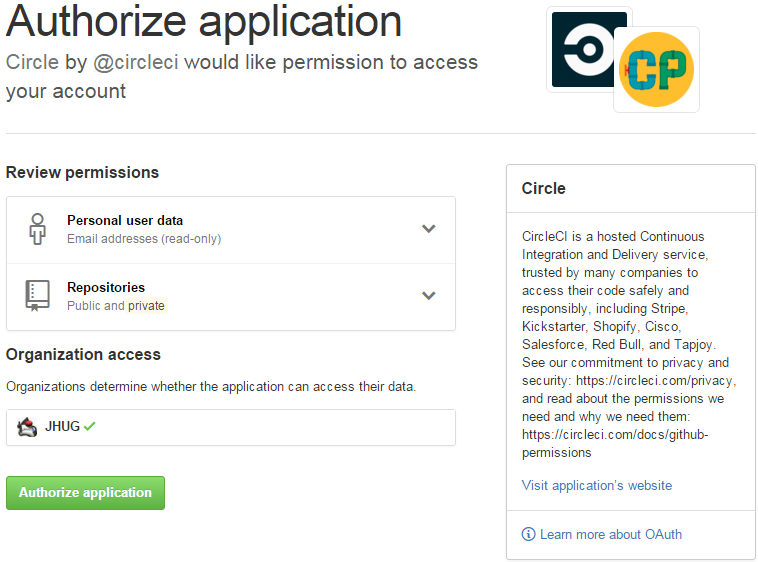 Authorize application
Circle by @circleci would like permission to access
your account
CP
Review permissions
Personal user data
Email addresses (read-only)
Repositories
Public and private
Organization access
Organizations determine whether the application can access their data.
JHUG
Authorize application
Circle
CircleCI is a hosted Continuous
Integration and Delivery service,
trusted by many companies to
access their code safely and
responsibly, including Stripe,
Kickstarter, Shopify, Cisco,
Salesforce, Red Bull, and Tapjoy.
See our commitment to privacy and
security: https://circleci.com/privacy,
and read about the permissions we
need and why we need them:
https://circleci.com/docs/github-
permissions
Visit application's website
Learn more about OAuth